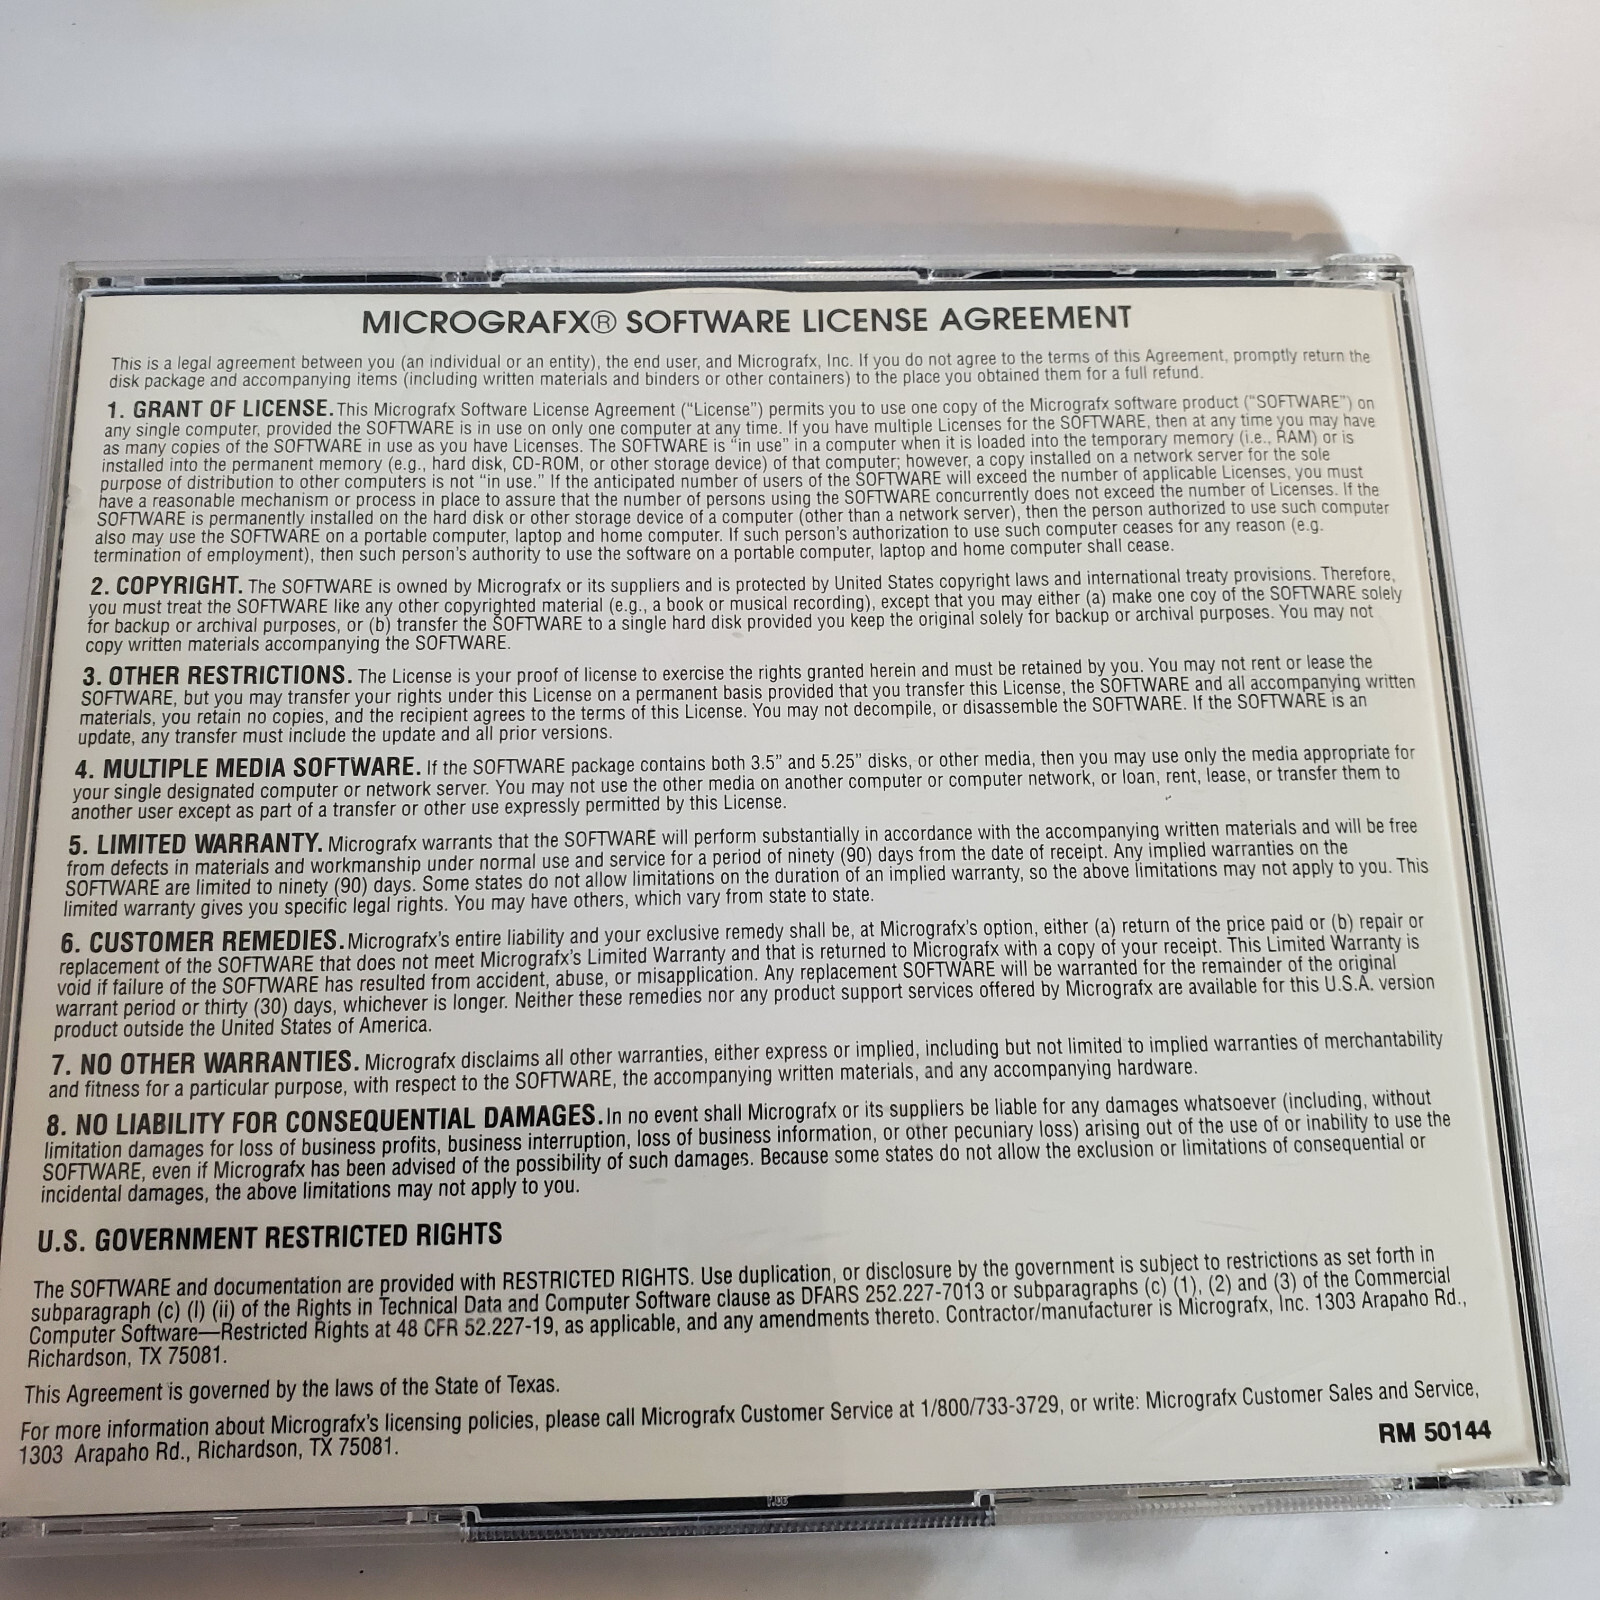 MICROGRAFX® SOFTWARE LICENSE AGREEMENT
This is a legal agreement between you (an individual or an entity), the end user, and Micrografx, Inc. If you do not agree to the terms of this Agreement, promptly return the
disk package and accompanying items (including written materials and binders or other containers) to the place you obtained them for a full refund.
1. GRANT OF LICENSE. This Micrografx Software License Agreement (“License”) permits you to use one copy of the Micrografx software product (“SOFTWARE”) on
any single computer, provided the SOFTWARE is in use on only one computer at any time. If you have multiple Licenses for the SOFTWARE, then at any time you may have
as many copies of the SOFTWARE in use as you have Licenses. The SOFTWARE is “in use” in a computer when it is loaded into the temporary memory (i.e., RAM) or is
installed into the permanent memory (e.g., hard disk, CD-ROM, or other storage device) of that computer; however, a copy installed on a network server for the sole
purpose of distribution to other computers is not “in use.” If the anticipated number of users of the SOFTWARE will exceed the number of applicable Licenses, you must
have a reasonable mechanism or process in place to assure that the number of persons using the SOFTWARE concurrently does not exceed the number of Licenses. If the
SOFTWARE is permanently installed on the hard disk or other storage device of a computer (other than a network server), then the person authorized to use such computer
also may use the SOFTWARE on a portable computer, laptop and home computer. If such person's authorization to use such computer ceases for any reason (e.g.
termination of employment), then such person's authority to use the software on a portable computer, laptop and home computer shall cease.
2. COPYRIGHT. The SOFTWARE is owned by Micrografx or its suppliers and is protected by United States copyright laws and international treaty provisions. Therefore,
you must treat the SOFTWARE like any other copyrighted material (e.g., a book or musical recording), except that you may either (a) make one coy of the SOFTWARE solely
for backup or archival purposes, or (b) transfer the SOFTWARE to a single hard disk provided you keep the original solely for backup or archival purposes. You may not
copy written materials accompanying the SOFTWARE.
3. OTHER RESTRICTIONS. The License is your proof of license to exercise the rights granted herein and must be retained by you. You may not rent or lease the
SOFTWARE, but you may transfer your rights under this License on a permanent basis provided that you transfer this License, the SOFTWARE and all accompanying written
materials, you retain no copies, and the recipient agrees to the terms of this License. You may not decompile, or disassemble the SOFTWARE. If the SOFTWARE is an
update, any transfer must include the update and all prior versions.
4. MULTIPLE MEDIA SOFTWARE. If the SOFTWARE package contains both 3.5” and 5.25” disks, or other media, then you may use only the media appropriate for
your single designated computer or network server. You may not use the other media on another computer or computer network, or loan, rent, lease, or transfer them to
another user except as part of a transfer or other use expressly permitted by this License.
5. LIMITED WARRANTY. Micrografx warrants that the SOFTWARE will perform substantially in accordance with the accompanying written materials and will be free
from defects in materials and workmanship under normal use and service for a period of ninety (90) days from the date of receipt. Any implied warranties on the
SOFTWARE are limited to ninety (90) days. Some states do not allow limitations on the duration of an implied warranty, so the above limitations may not apply to you. This
limited warranty gives you specific legal rights. You may have others, which vary from state to state.
6. CUSTOMER REMEDIES. Micrografx's entire liability and your exclusive remedy shall be, at Micrografx's option, either (a) return of the price paid or (b) repair or
replacement of the SOFTWARE that does not meet Micrografx's Limited Warranty and that is returned to Micrografx with a copy of your receipt. This Limited Warranty is
void if failure of the SOFTWARE has resulted from accident, abuse, or misapplication. Any replacement SOFTWARE will be warranted for the remainder of the original
warrant period or thirty (30) days, whichever is longer. Neither these remedies nor any product support services offered by Micrografx are available for this U.S.A. version
product outside the United States of America.
7. NO OTHER WARRANTIES. Micrografx disclaims all other warranties, either express or implied, including but not limited to implied warranties of merchantability
and fitness for a particular purpose, with respect to the SOFTWARE, the accompanying written materials, and any accompanying hardware.
8. NO LIABILITY FOR CONSEQUENTIAL DAMAGES. In no event shall Micrografx or its suppliers be liable for any damages whatsoever (including, without
limitation damages for loss of business profits, business interruption, loss of business information, or other pecuniary loss) arising out of the use of or inability to use the
SOFTWARE, even if Micrografx has been advised of the possibility of such damages. Because some states do not allow the exclusion or limitations of consequential or
incidental damages, the above limitations may not apply to you.
U.S. GOVERNMENT RESTRICTED RIGHTS
The SOFTWARE and documentation are provided with RESTRICTED RIGHTS. Use duplication, or disclosure by the government is subject to restrictions as set forth in
subparagraph (c) (l) (ii) of the Rights in Technical Data and Computer Software clause as DFARS 252.227-7013 or subparagraphs (c) (1), (2) and (3) of the Commercial
Computer Software—Restricted Rights at 48 CFR 52.227-19, as applicable, and any amendments thereto. Contractor/manufacturer is Micrografx, Inc. 1303 Arapaho Rd.,
Richardson, TX 75081.
This Agreement is governed by the laws of the State of Texas.
For more information about Micrografx's licensing policies, please call Micrografx Customer Service at 1/800/733-3729, or write: Micrografx Customer Sales and Service,
1303 Arapaho Rd., Richardson, TX 75081.
RM 50144